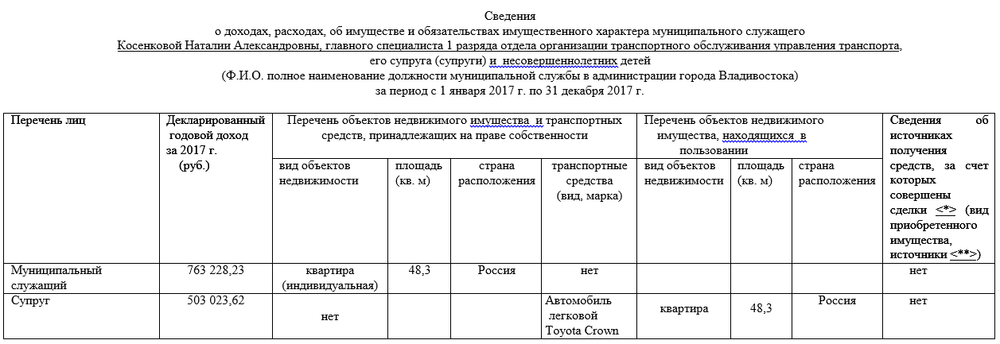 Сведения
о доходах, расходах, об имуществе и обязательствах имущественного характера муниципального служащего
Косенковой Наталии Александровны, главного специалиста 1 разряда отдела организации транспортного обслуживания управления транспорта,
его супруга (супруги) и несовершеннолетних детей
(Ф.И.О. полное наименование должности муниципальной службы в администрации города Владивостока)
за период с 1 января 2017 г. по 31 декабря 2017 г.
Перечень лиц
Декларированный
годовой доход
за 2017 г.
(руб.)
Перечень объектов недвижимого имущества и транспортных
средств, принадлежащих на праве собственности
Перечень объектов недвижимого
имущества, находящихся в
пользовании
Сведения об
источниках
получения
средств, за счет
которых
совершены
сделки <*> (вид
приобретенного
имущества,
источники <**>)
вид объектов
недвижимости
площадь
(кв. м)
страна
расположения
транспортные
средства
(вид, марка)
вид объектов
недвижимости
площадь
(кв. м)
страна
расположения
Муниципальный
служащий
763 228,23
квартира
(индивидуальная)
48,3
Россия
нет
нет
Супруг
503 023,62
нет
Автомобиль
легковой
Toyota Crown
квартира
48,3
Россия
нет